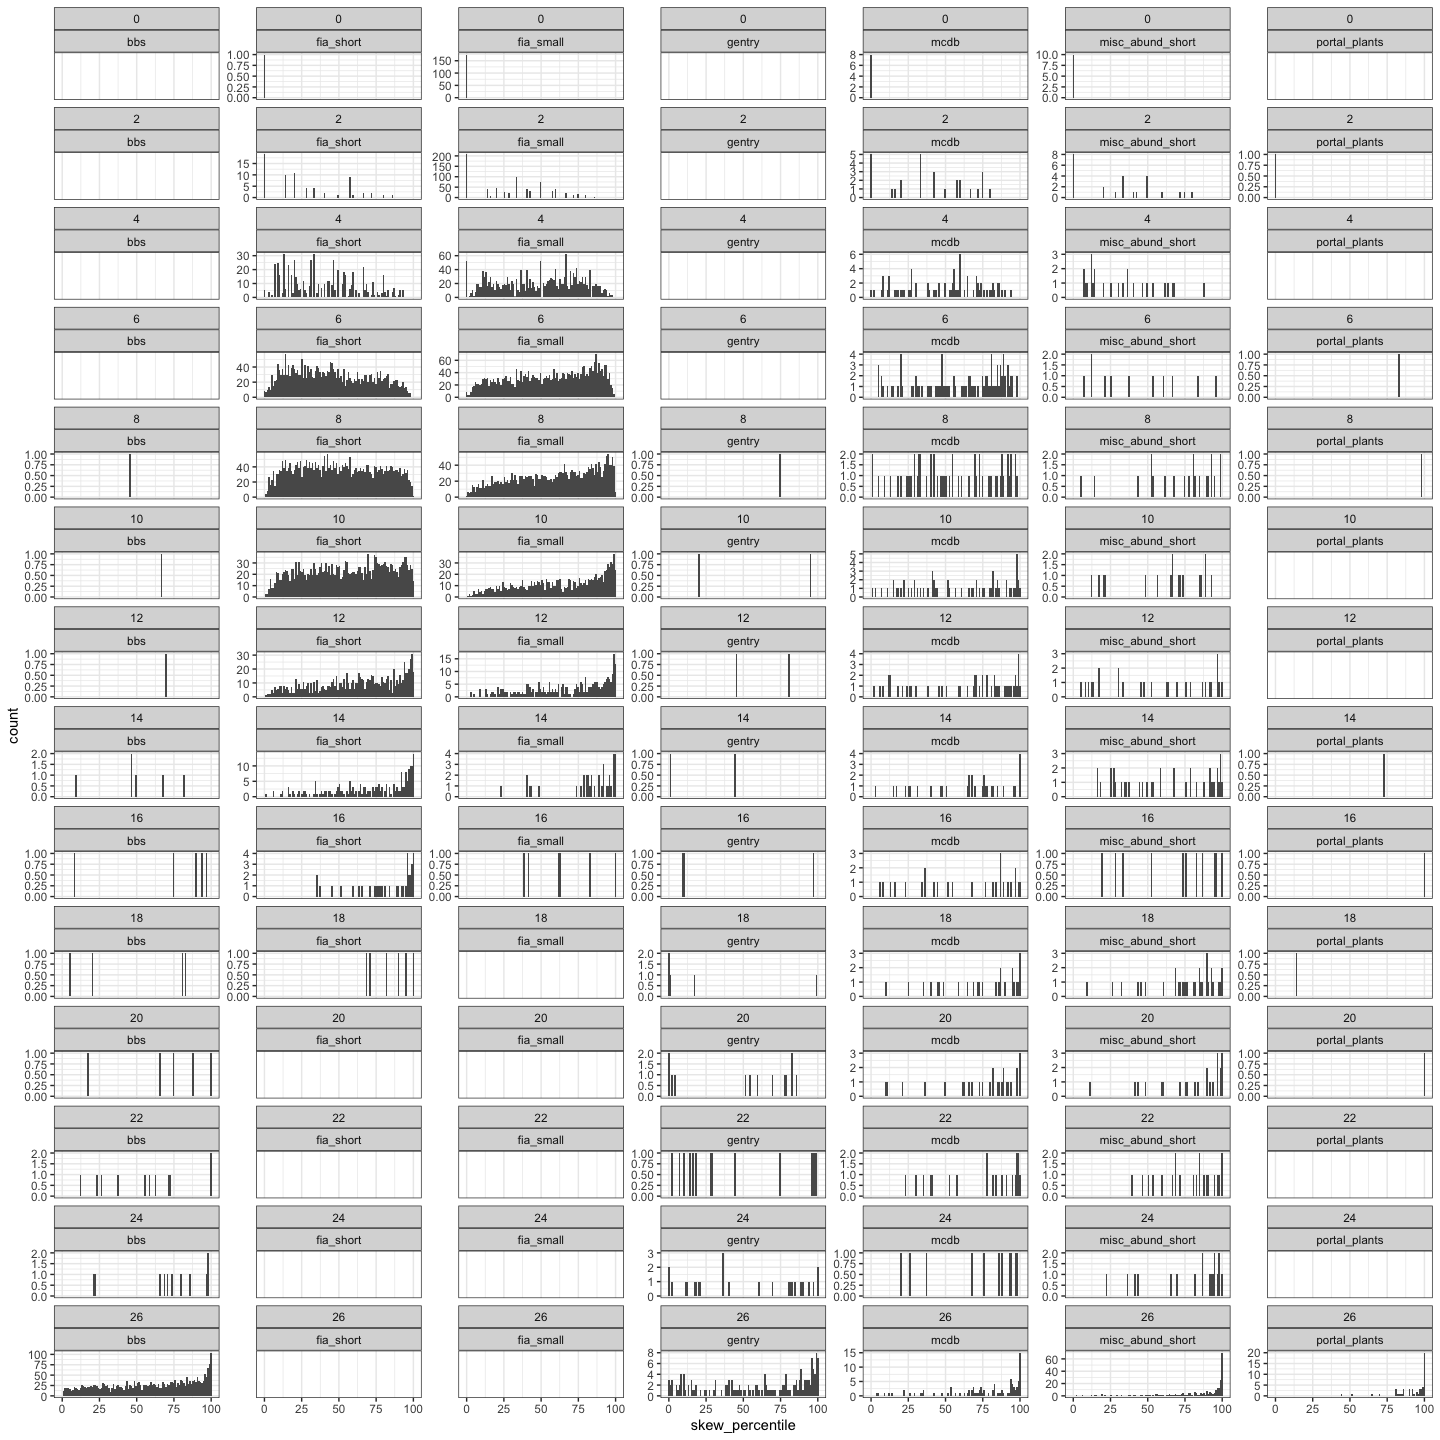 0 0 0 0 0 0 0
bbs fia_short fia_small gentry mcdb misc_abund_short portal_plants
1.00 0.75 0.50 0.25 0.00
150 100 50 0
8 6 4 2 0
10.0 7.5 5.0 2.5 0.0
2 2 2 2 2 2 2
bbs fia_short fia_small gentry mcdb misc_abund_short portal_plants
15 10 5 0
200 150 100 50 0
5 4 3 2 1 0
8 6 4 2 0
1.00 0.75 0.50 0.25 0.00
4 4 4 4 4 4 4
bbs fia_short fia_small gentry mcdb misc_abund_short portal_plants
30 20 10 0
60 40 20 0
6 4 2 0
3 2 1 0
6 6 6 6 6 6 6
bbs fia_short fia_small gentry mcdb misc_abund_short portal_plants
40 20 0
60 40 20 0
4 3 2 1 0
2.0 1.5 1.0 0.5 0.0
1.00 0.75 0.50 0.25 0.00
8 8 8 8 8 8 8
bbs fia_short fia_small gentry mcdb misc_abund_short portal_plants
1.00 0.75 0.50 0.25 0.00
40 20 0
40 20 0
1.00 0.75 0.50 0.25 0.00
2.0 1.5 1.0 0.5 0.0
2.0 1.5 1.0 0.5 0.0
1.00 0.75 0.50 0.25 0.00
10 10 10 10 10 10 10
bbs fia_short fia_small gentry mcdb misc_abund_short portal_plants
1.00 0.75 0.50 0.25 0.00
30 20 10 0
30 20 10 0
1.00 0.75 0.50 0.25 0.00
5 4 3 2 1 0
2.0 1.5 1.0 0.5 0.0
12 12 12 12 12 12 12
bbs fia_short fia_small gentry mcdb misc_abund_short portal_plants
1.00 0.75 0.50 0.25 0.00
30 20 10 0
15 10 5 0
1.00 0.75 0.50 0.25 0.00
4 3 2 1 0
3 2 1 0
14 14 14 14 14 14 14
bbs fia_short fia_small gentry mcdb misc_abund_short portal_plants
2.0 1.5 1.0 0.5 0.0
10 5 0
4 3 2 1 0
1.00 0.75 0.50 0.25 0.00
4 3 2 1 0
3 2 1 0
1.00 0.75 0.50 0.25 0.00
16 16 16 16 16 16 16
bbs fia_short fia_small gentry mcdb misc_abund_short portal_plants
1.00 0.75 0.50 0.25 0.00
4 3 2 1 0
1.00 0.75 0.50 0.25 0.00
1.00 0.75 0.50 0.25 0.00
3 2 1 0
1.00 0.75 0.50 0.25 0.00
1.00 0.75 0.50 0.25 0.00
18 18 18 18 18 18 18
bbs fia_short fia_small gentry mcdb misc_abund_short portal_plants
1.00 0.75 0.50 0.25 0.00
1.00 0.75 0.50 0.25 0.00
2.0 1.5 1.0 0.5 0.0
3 2 1 0
3 2 1 0
1.00 0.75 0.50 0.25 0.00
20 20 20 20 20 20 20
bbs fia_short fia_small gentry mcdb misc_abund_short portal_plants
1.00 0.75 0.50 0.25 0.00
2.0 1.5 1.0 0.5 0.0
3 2 1 0
3 2 1 0
1.00 0.75 0.50 0.25 0.00
22 22 22 22 22 22 22
bbs fia_short fia_small gentry mcdb misc_abund_short portal_plants
2.0 1.5 1.0 0.5 0.0
1.00 0.75 0.50 0.25 0.00
2.0 1.5 1.0 0.5 0.0
2.0 1.5 1.0 0.5 0.0
24 24 24 24 24 24 24
bbs fia_short fia_small gentry mcdb misc_abund_short portal_plants
2.0 1.5 1.0 0.5 0.0
3 2 1 0
1.00 0.75 0.50 0.25 0.00
2.0 1.5 1.0 0.5 0.0
26 26 26 26 26 26 26
bbs fia_short fia_small gentry mcdb misc_abund_short portal_plants
100 75 50 25 0
8 6 4 2 0
15 10 5 0
60 40 20 0
20 15 10 5 0
0 25 50 75 100 0 25 50 75 100 0 25 50 75 100 0 25 50 75 100 0 25 50 75 100 0 25 50 75 100 0 25 50 75 100
skew_percentile
count